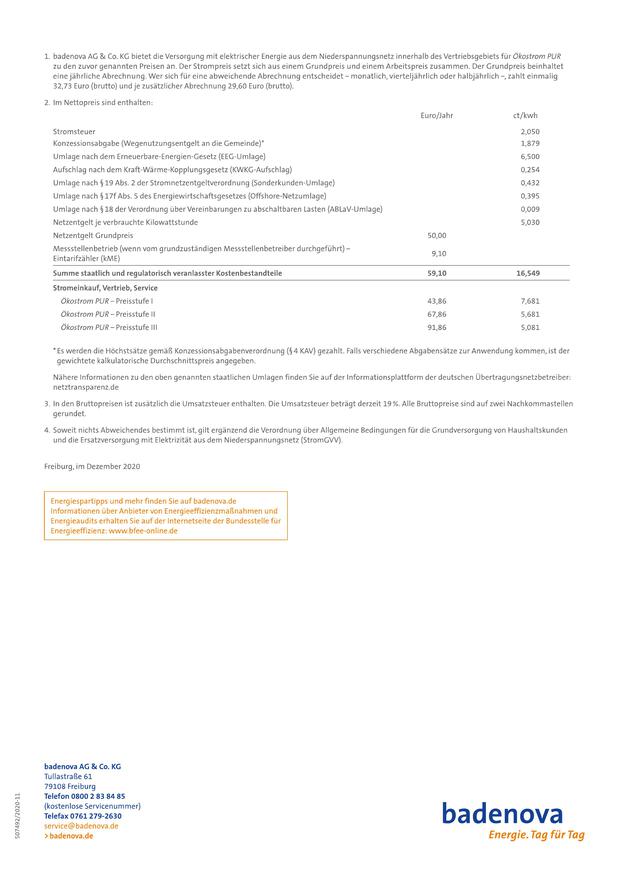 1. badenova AG & Co. KG bietet die Versorgung mit elektrischer Energie aus dem Niederspannungsnetz innerhalb des Vertriebsgebiets für Ökostrom PUR
zu den zuvor genannten Preisen an. Der Strompreis setzt sich aus einem Grundpreis und einem Arbeitspreis zusammen. Der Grundpreis beinhaltet
eine jährliche Abrechnung. Wer sich für eine abweichende Abrechnung entscheidet – monatlich, vierteljährlich oder halbjährlich –, zahlt einmalig
32,73 Euro (brutto) und je zusätzlicher Abrechnung 29,60 Euro (brutto).
2. Im Nettopreis sind enthalten:
Euro/Jahr ct/kwh
Stromsteuer 2,050
Konzessionsabgabe (Wegenutzungsentgelt an die Gemeinde)* 1,879
Umlage nach dem Erneuerbare-Energien-Gesetz (EEG-Umlage) 6,500
Aufschlag nach dem Kraft-Wärme-Kopplungsgesetz (KWKG-Aufschlag) 0,254
Umlage nach § 19 Abs. 2 der Stromnetzentgeltverordnung (Sonderkunden-Umlage) 0,432
Umlage nach § 17f Abs. 5 des Energiewirtschaftsgesetzes (Offshore-Netzumlage) 0,395
Umlage nach § 18 der Verordnung über Vereinbarungen zu abschaltbaren Lasten (ABLaV-Umlage) 0,009
Netzentgelt je verbrauchte Kilowattstunde 5,030
Netzentgelt Grundpreis 50,00
Messstellenbetrieb (wenn vom grundzuständigen Messstellenbetreiber durchgeführt) –
Eintarifzähler (kME) 9,10
Summe staatlich und regulatorisch veranlasster Kostenbestandteile 59,10 16,549
Stromeinkauf, Vertrieb, Service
Ökostrom PUR – Preisstufe I 43,86 7,681
Ökostrom PUR – Preisstufe II 67,86 5,681
Ökostrom PUR – Preisstufe III 91,86 5,081
* Es werden die Höchstsätze gemäß Konzessionsabgabenverordnung (§ 4 KAV) gezahlt. Falls verschiedene Abgabensätze zur Anwendung kommen, ist der
gewichtete kalkulatorische Durchschnittspreis angegeben.
Nähere Informationen zu den oben genannten staatlichen Umlagen finden Sie auf der Informationsplattform der deutschen Übertragungsnetzbetreiber:
netztransparenz.de
3. In den Bruttopreisen ist zusätzlich die Umsatzsteuer enthalten. Die Umsatzsteuer beträgt derzeit 19 %. Alle Bruttopreise sind auf zwei Nachkommastellen
gerundet.
4. Soweit nichts Abweichendes bestimmt ist, gilt ergänzend die Verordnung über Allgemeine Bedingungen für die Grundversorgung von Haushaltskunden
und die Ersatzversorgung mit Elektrizität aus dem Niederspannungsnetz (StromGVV).
Freiburg, im Dezember 2020
Energiespartipps und mehr finden Sie auf badenova.de
Informationen über Anbieter von Energieeffizienzmaßnahmen und
Energieaudits erhalten Sie auf der Internetseite der Bundesstelle für
Energieeffizienz: www.bfee-online.de
badenova AG & Co. KG
Tullastraße 61
79108 Freiburg
Telefon 0800 2 83 84 85
(kostenlose Servicenummer)
Telefax 0761 279-2630
service@badenova.de
> badenova.de
507492/2020-11
badenova
Energie. Tag für Tag